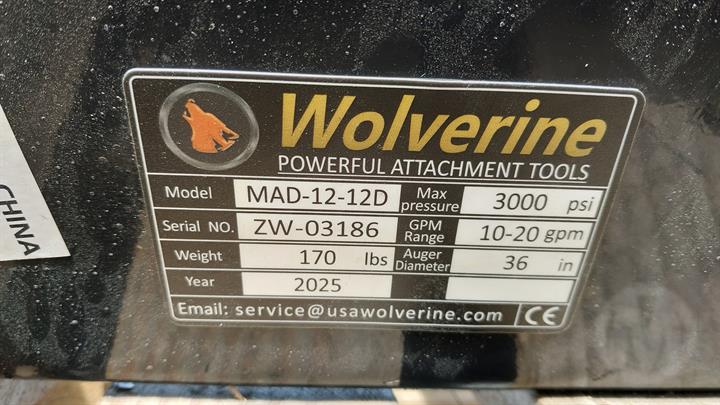 Wolverine
POWERFUL ATTACHMENT TOOLS
Model MAD-12-12D Max pressure 3000 psi
Serial NO. ZW-03186 GPM Range 10-20 gpm
Weight 170 lbs Auger Diameter 36 in
Year 2025
Email: service@usawolverine.com CE
CHINA